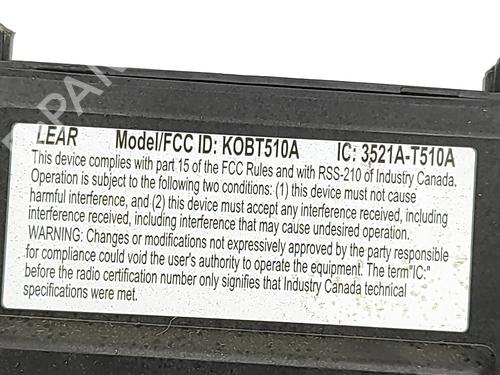 LEAR Model/FCC ID: KOBT510A IC: 3521A-T510A
This device complies with part 15 of the FCC Rules and with RSS-210 of Industry Canada.
Operation is subject to the following two conditions: (1) this device must not cause
harmful interference, and (2) this device must accept any interference received, including
interference received, including interference that may cause undesired operation.
WARNING: Changes or modifications not expressively approved by the party responsible
for compliance could void the user's authority to operate the equipment. The term"IC:"
before the radio certification number only signifies that Industry Canada technical
specifications were met.